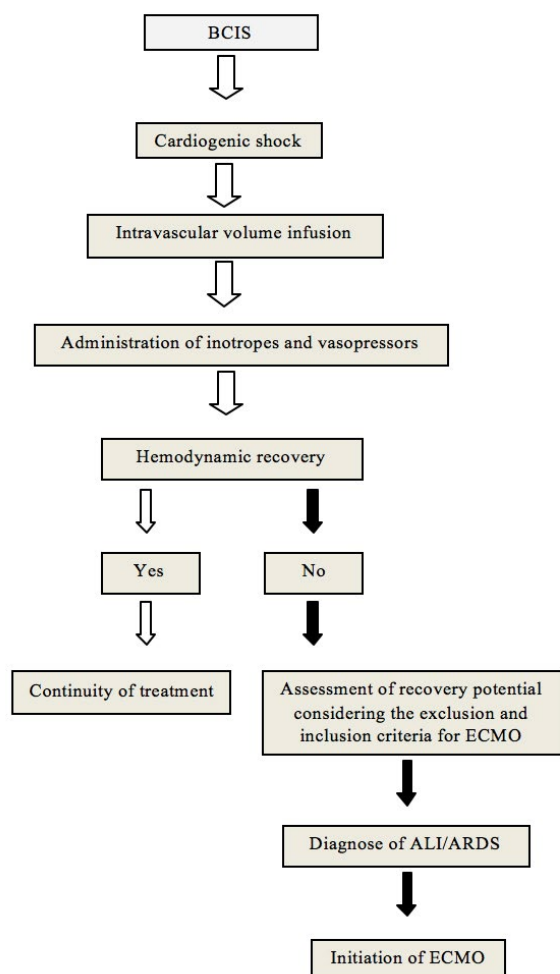 BCIS
Cardiogenic shock
Intravascular volume infusion
Administration of inotropes and vasopressors
Hemodynamic recovery
Yes
No
Continuity of treatment
Assessment of recovery potential
considering the exclusion and
inclusion criteria for ECMO
Diagnose of ALI/ARDS
Initiation of ECMO